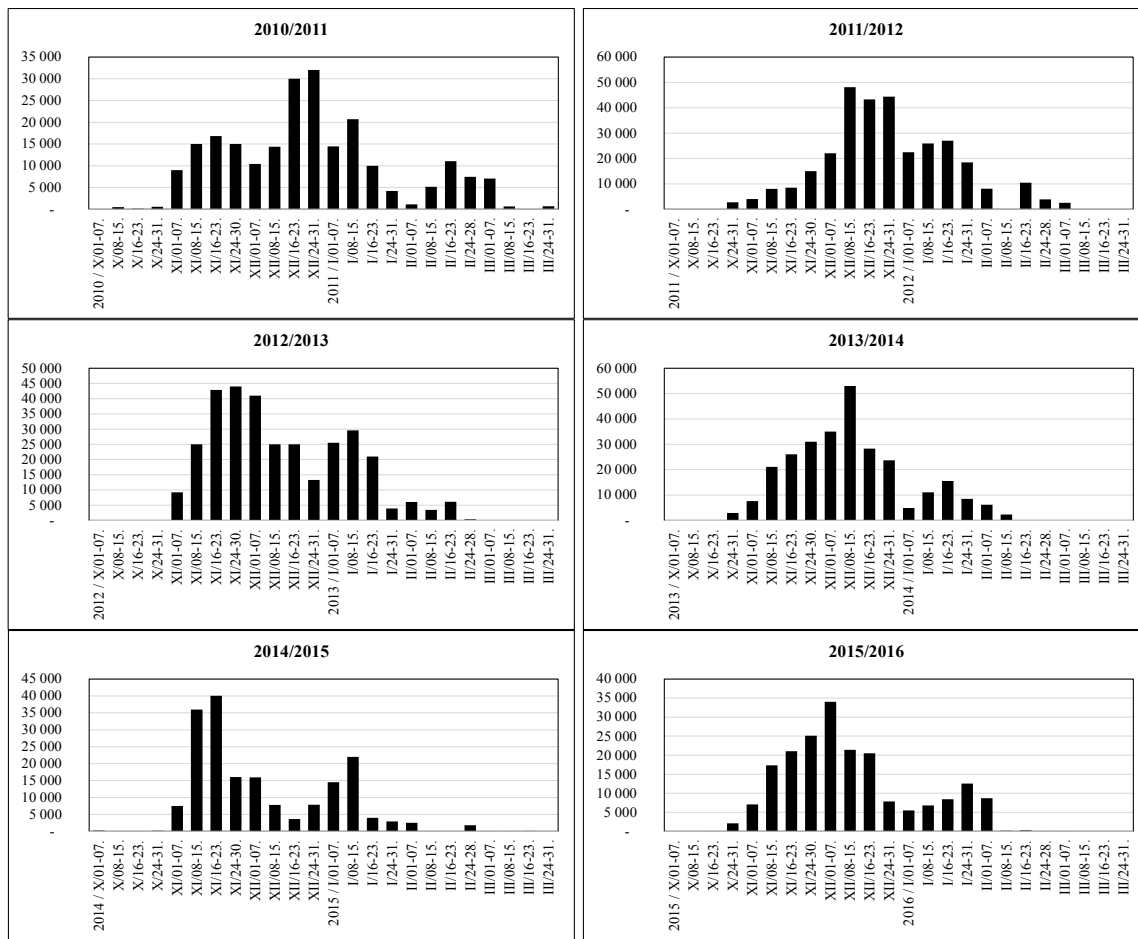 2010/2011
35 000
30 000
25 000
20 000
15 000
10 000
5 000
-
2010 / X/01-07.
X/08-15.
X/16-23.
X/24-31.
XI/01-07.
XI/08-15.
XI/16-23.
XI/24-30.
XII/01-07.
XII/08-15.
XII/16-23.
XII/24-31.
2011 / I/01-07.
I/08-15.
I/16-23.
I/24-31.
II/01-07.
II/08-15.
II/16-23.
II/24-28.
III/01-07.
III/08-15.
III/16-23.
III/24-31.
2011/2012
60 000
50 000
40 000
30 000
20 000
10 000
-
2011 / X/01-07.
X/08-15.
X/16-23.
X/24-31.
XI/01-07.
XI/08-15.
XI/16-23.
XI/24-30.
XII/01-07.
XII/08-15.
XII/16-23.
XII/24-31.
2012 / I/01-07.
I/08-15.
I/16-23.
I/24-31.
II/01-07.
II/08-15.
II/16-23.
II/24-28.
III/01-07.
III/08-15.
III/16-23.
III/24-31.
2012/2013
50 000
45 000
40 000
35 000
30 000
25 000
20 000
15 000
10 000
5 000
-
2012 / X/01-07.
X/08-15.
X/16-23.
X/24-31.
XI/01-07.
XI/08-15.
XI/16-23.
XI/24-30.
XII/01-07.
XII/08-15.
XII/16-23.
XII/24-31.
2013 / I/01-07.
I/08-15.
I/16-23.
I/24-31.
II/01-07.
II/08-15.
II/16-23.
II/24-28.
III/01-07.
III/08-15.
III/16-23.
III/24-31.
2013/2014
60 000
50 000
40 000
30 000
20 000
10 000
-
2013 / X/01-07.
X/08-15.
X/16-23.
X/24-31.
XI/01-07.
XI/08-15.
XI/16-23.
XI/24-30.
XII/01-07.
XII/08-15.
XII/16-23.
XII/24-31.
2014 / I/01-07.
I/08-15.
I/16-23.
I/24-31.
II/01-07.
II/08-15.
II/16-23.
II/24-28.
III/01-07.
III/08-15.
III/16-23.
III/24-31.
2014/2015
45 000
40 000
35 000
30 000
25 000
20 000
15 000
10 000
5 000
-
2014 / X/01-07.
X/08-15.
X/16-23.
X/24-31.
XI/01-07.
XI/08-15.
XI/16-23.
XI/24-30.
XII/01-07.
XII/08-15.
XII/16-23.
XII/24-31.
2015 / I/01-07.
I/08-15.
I/16-23.
I/24-31.
II/01-07.
II/08-15.
II/16-23.
II/24-28.
III/01-07.
III/08-15.
III/16-23.
III/24-31.
2015/2016
40 000
35 000
30 000
25 000
20 000
15 000
10 000
5 000
-
2015 / X/01-07.
X/08-15.
X/16-23.
X/24-31.
XI/01-07.
XI/08-15.
XI/16-23.
XI/24-30.
XII/01-07.
XII/08-15.
XII/16-23.
XII/24-31.
2016 / I/01-07.
I/08-15.
I/16-23.
I/24-31.
II/01-07.
II/08-15.
II/16-23.
II/24-28.
III/01-07.
III/08-15.
III/16-23.
III/24-31.